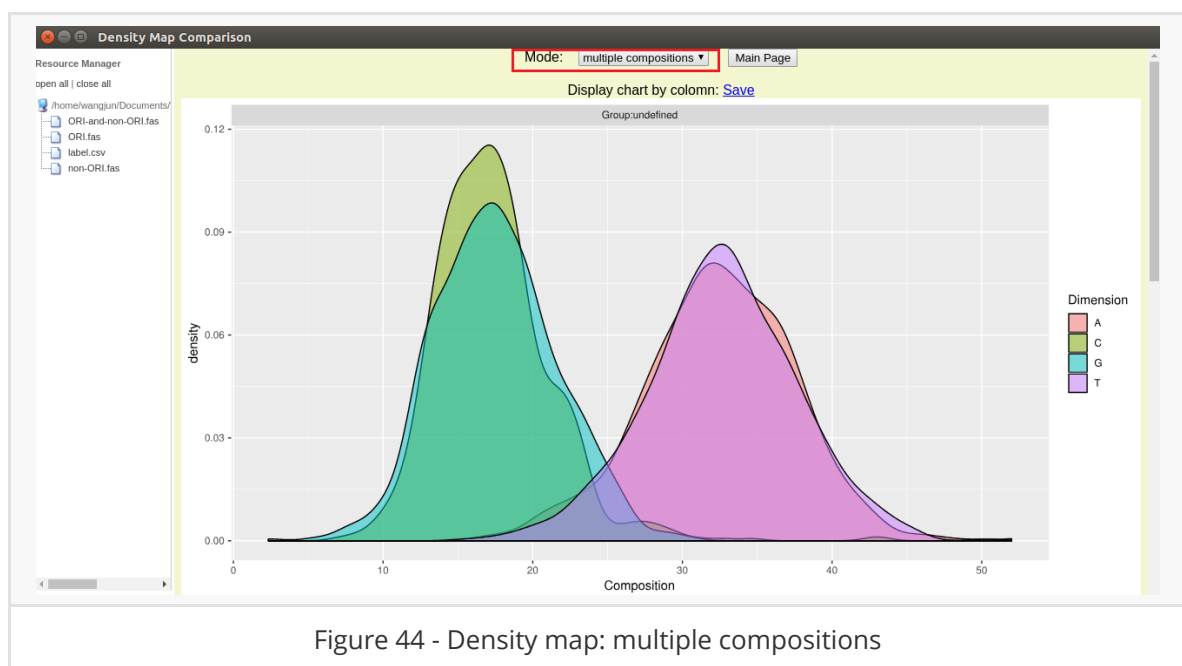 Density Map Comparison
Resource Manager
open all | close all
/home/wangjun/Documents/
ORI-and-non-ORI.fas
ORI.fas
label.csv
non-ORI.fas
Mode: multiple compositions Main Page
Display chart by colomn: Save
Group:undefined
0.12
0.09
0.06
0.03
0.00
density
0 10 20 30 40 50
Composition
Dimension
A
C
G
T
Figure 44 - Density map: multiple compositions